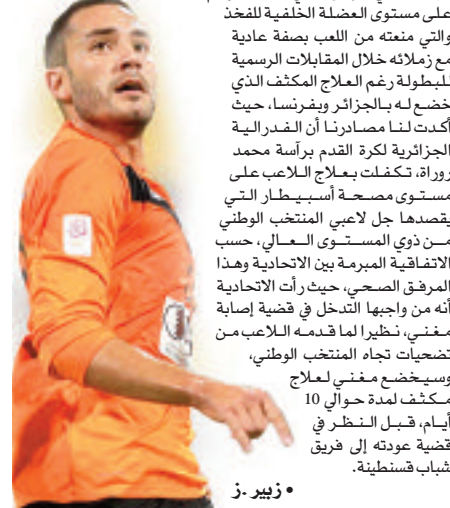 على مستوى العضلة الخلفية للفخذ
والتي منعته من اللعب بصفة عادية
مع زملائه خلال المقابلات الرسمية
للبطولة رغم العلاج المكثف الذي
خضع له بالجزائر وبفرنسا، حيث
أكدت لنا مصادرنا أن الفدرالية
الجزائرية لكرة القدم برآسة محمد
روراة، تكفلت بعلاج اللاعب على
مستوى مصحة أسبيطار التي
يقصدها جل لاعبي المنتخب الوطني
من ذوي المستوى العالي، حسب
الاتفاقية المبرمة بين الاتحادية وهذا
المرفق الصحي، حيث رأت الاتحادية
أنه من واجبها التدخل في قضية إصابة
مغني، نظيرا لما قدمه اللاعب من
تضحيات تجاه المنتخب الوطني،
وسيخضع مغني لعلاج
مكثف لمدة حوالي 10
أيام، قبل النظر في
قضية عودته إلى فريق
شباب قسنطينة.
• زبير .ز